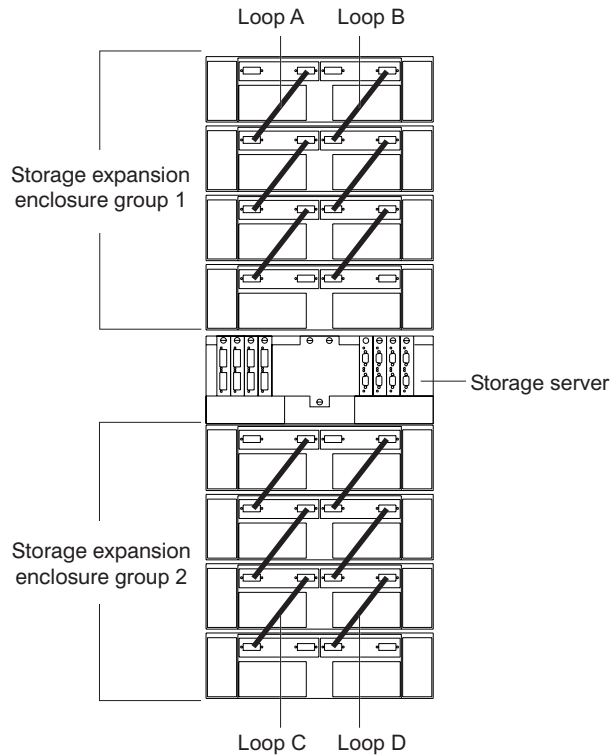 Loop A
Loop B
Storage expansion
enclosure group 1
Storage server
Storage expansion
enclosure group 2
Loop C
Loop D